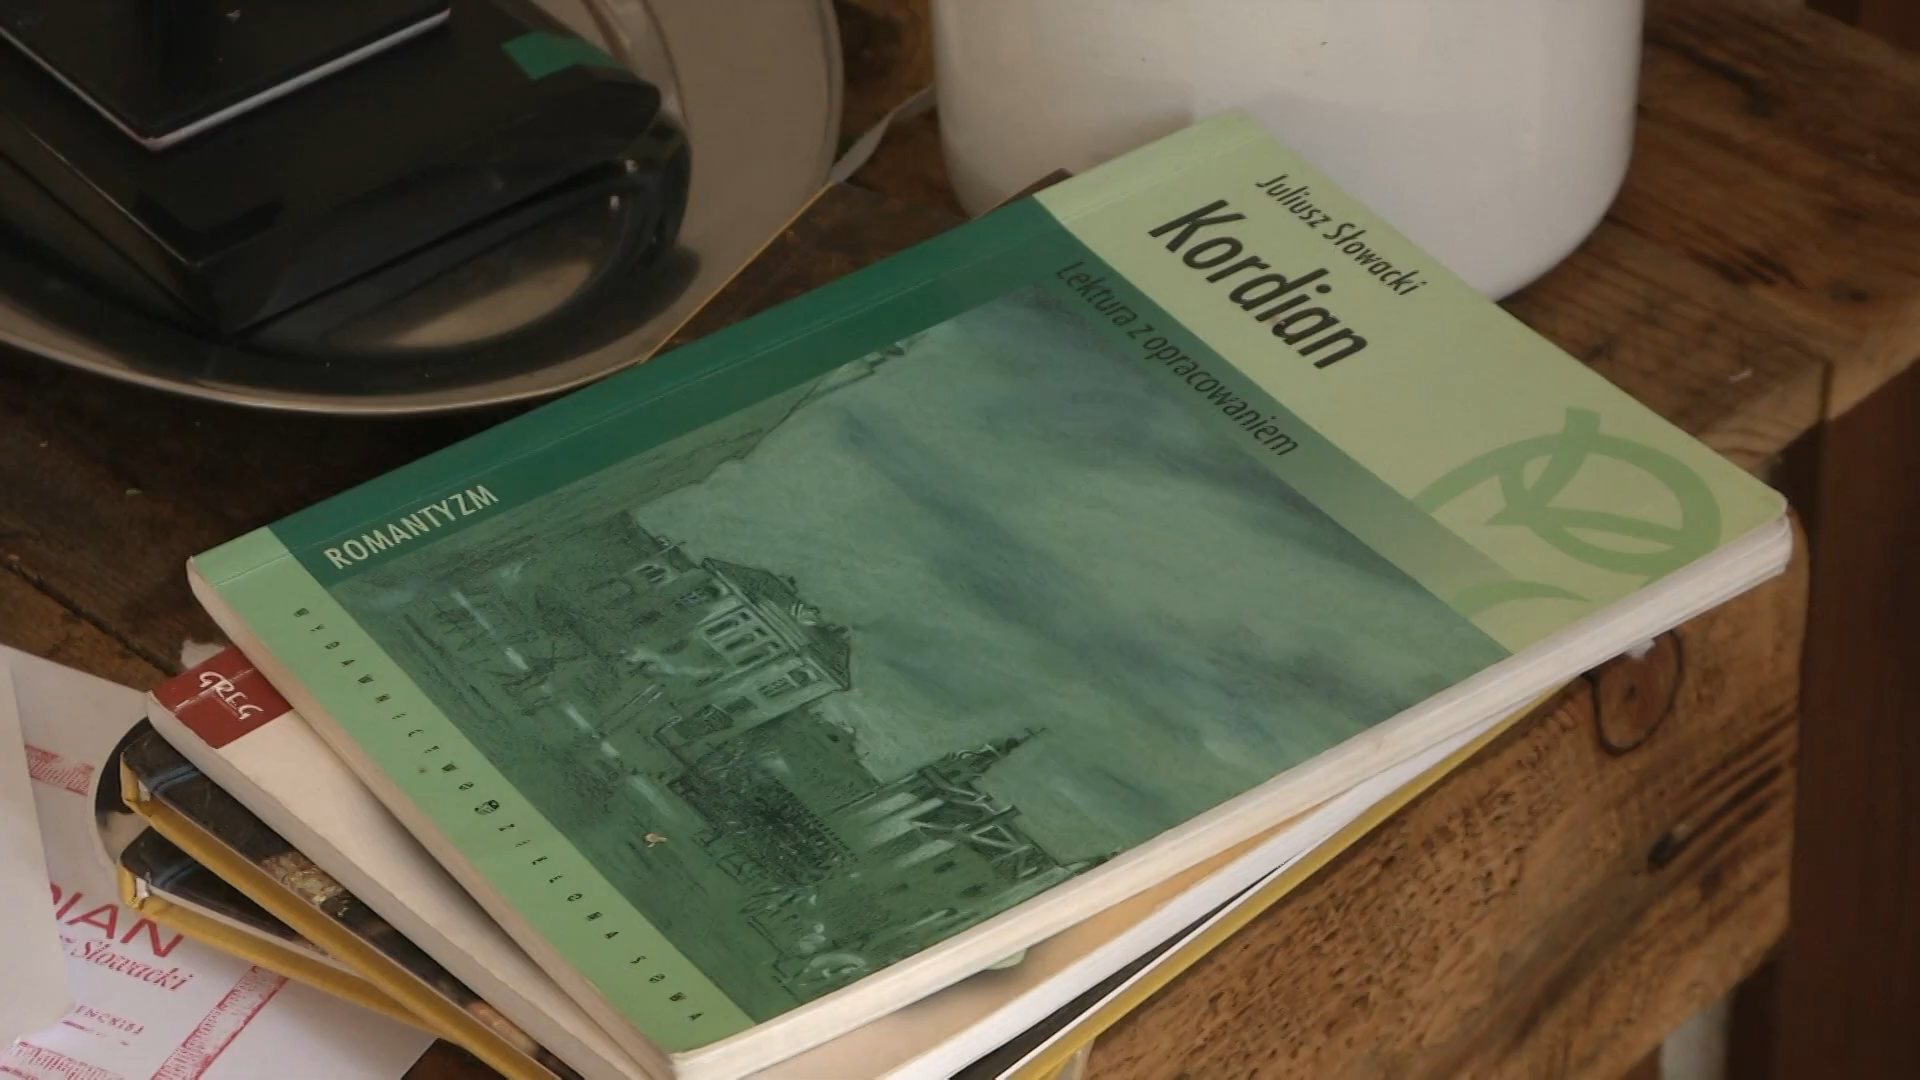 Juliusz Słowacki
Kordian
Lektura z opracowaniem
ROMANTYZM
WYDAWNICTWO ZIELONA SOWA
GREG
DIAN
Słowacki